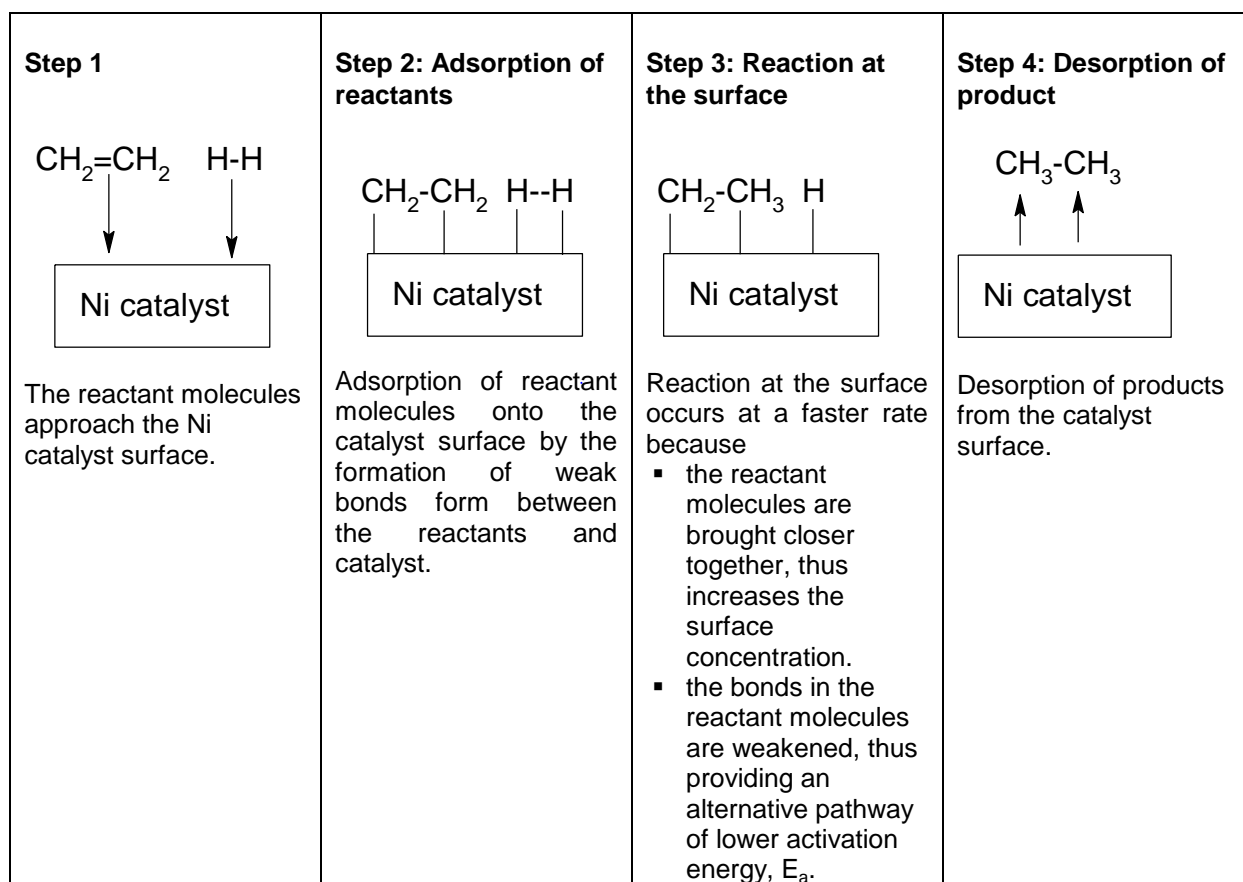 Step 1
CH₂=CH₂ H-H
Ni catalyst
The reactant molecules
approach the Ni
catalyst surface.
Step 2: Adsorption of
reactants
CH₂-CH₂ H--H
Ni catalyst
Adsorption of reactant
molecules onto the
catalyst surface by the
formation of weak
bonds form between
the reactants and
catalyst.
Step 3: Reaction at
the surface
CH₂-CH₃ H
Ni catalyst
Reaction at the surface
occurs at a faster rate
because
▪ the reactant
molecules are
brought closer
together, thus
increases the
surface
concentration.
▪ the bonds in the
reactant molecules
are weakened, thus
providing an
alternative pathway
of lower activation
energy, Eₐ.
Step 4: Desorption of
product
CH₃-CH₃
Ni catalyst
Desorption of products
from the catalyst
surface.